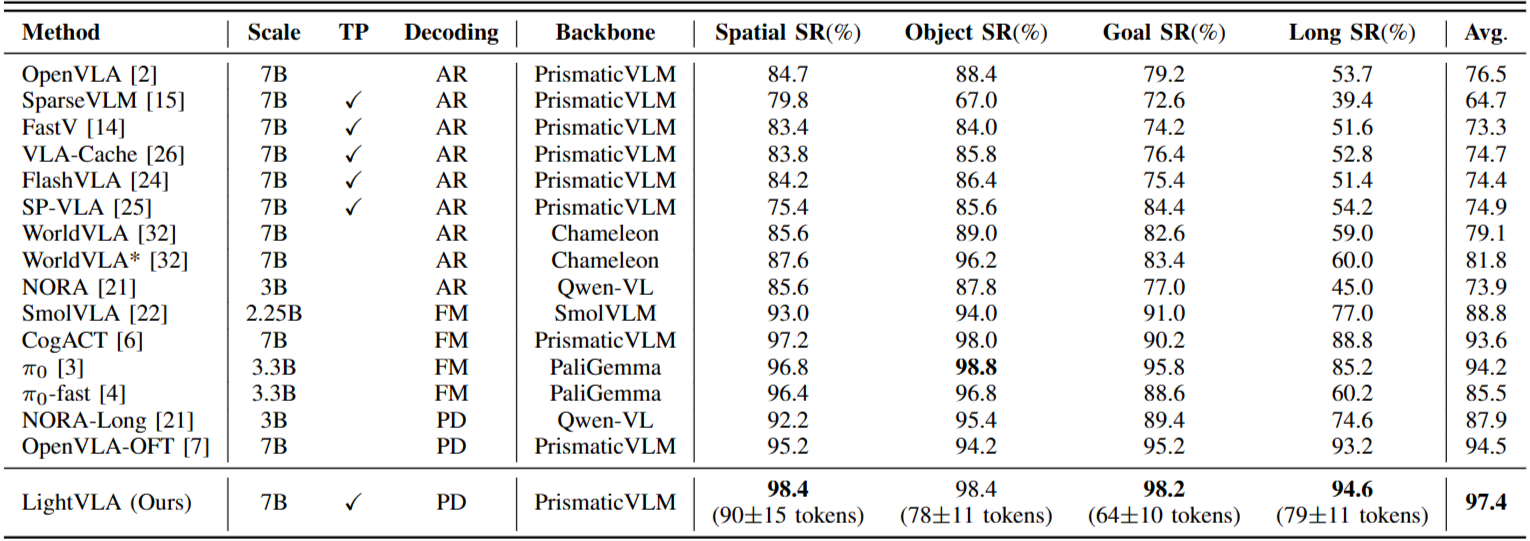 Method Scale TP Decoding Backbone Spatial SR(%) Object SR(%) Goal SR(%) Long SR(%) Avg.
OpenVLA [2] 7B AR PrismaticVLM 84.7 88.4 79.2 53.7 76.5
SparseVLM [15] 7B ✓ AR PrismaticVLM 79.8 67.0 72.6 39.4 64.7
FastV [14] 7B ✓ AR PrismaticVLM 83.4 84.0 74.2 51.6 73.3
VLA-Cache [26] 7B ✓ AR PrismaticVLM 83.8 85.8 76.4 52.8 74.7
FlashVLA [24] 7B ✓ AR PrismaticVLM 84.2 86.4 75.4 51.4 74.4
SP-VLA [25] 7B ✓ AR PrismaticVLM 75.4 85.6 84.4 54.2 74.9
WorldVLA [32] 7B AR Chameleon 85.6 89.0 82.6 59.0 79.1
WorldVLA* [32] 7B AR Chameleon 87.6 96.2 83.4 60.0 81.8
NORA [21] 3B AR Qwen-VL 85.6 87.8 77.0 45.0 73.9
SmolVLA [22] 2.25B FM SmolVLM 93.0 94.0 91.0 77.0 88.8
CogACT [6] 7B FM PrismaticVLM 97.2 98.0 90.2 88.8 93.6
π0 [3] 3.3B FM PaliGemma 96.8 98.8 95.8 85.2 94.2
π0-fast [4] 3.3B FM PaliGemma 96.4 96.8 88.6 60.2 85.5
NORA-Long [21] 3B PD Qwen-VL 92.2 95.4 89.4 74.6 87.9
OpenVLA-OFT [7] 7B PD PrismaticVLM 95.2 94.2 95.2 93.2 94.5
LightVLA (Ours) 7B ✓ PD PrismaticVLM 98.4 98.4 98.2 94.6 97.4
(90±15 tokens) (78±11 tokens) (64±10 tokens) (79±11 tokens)